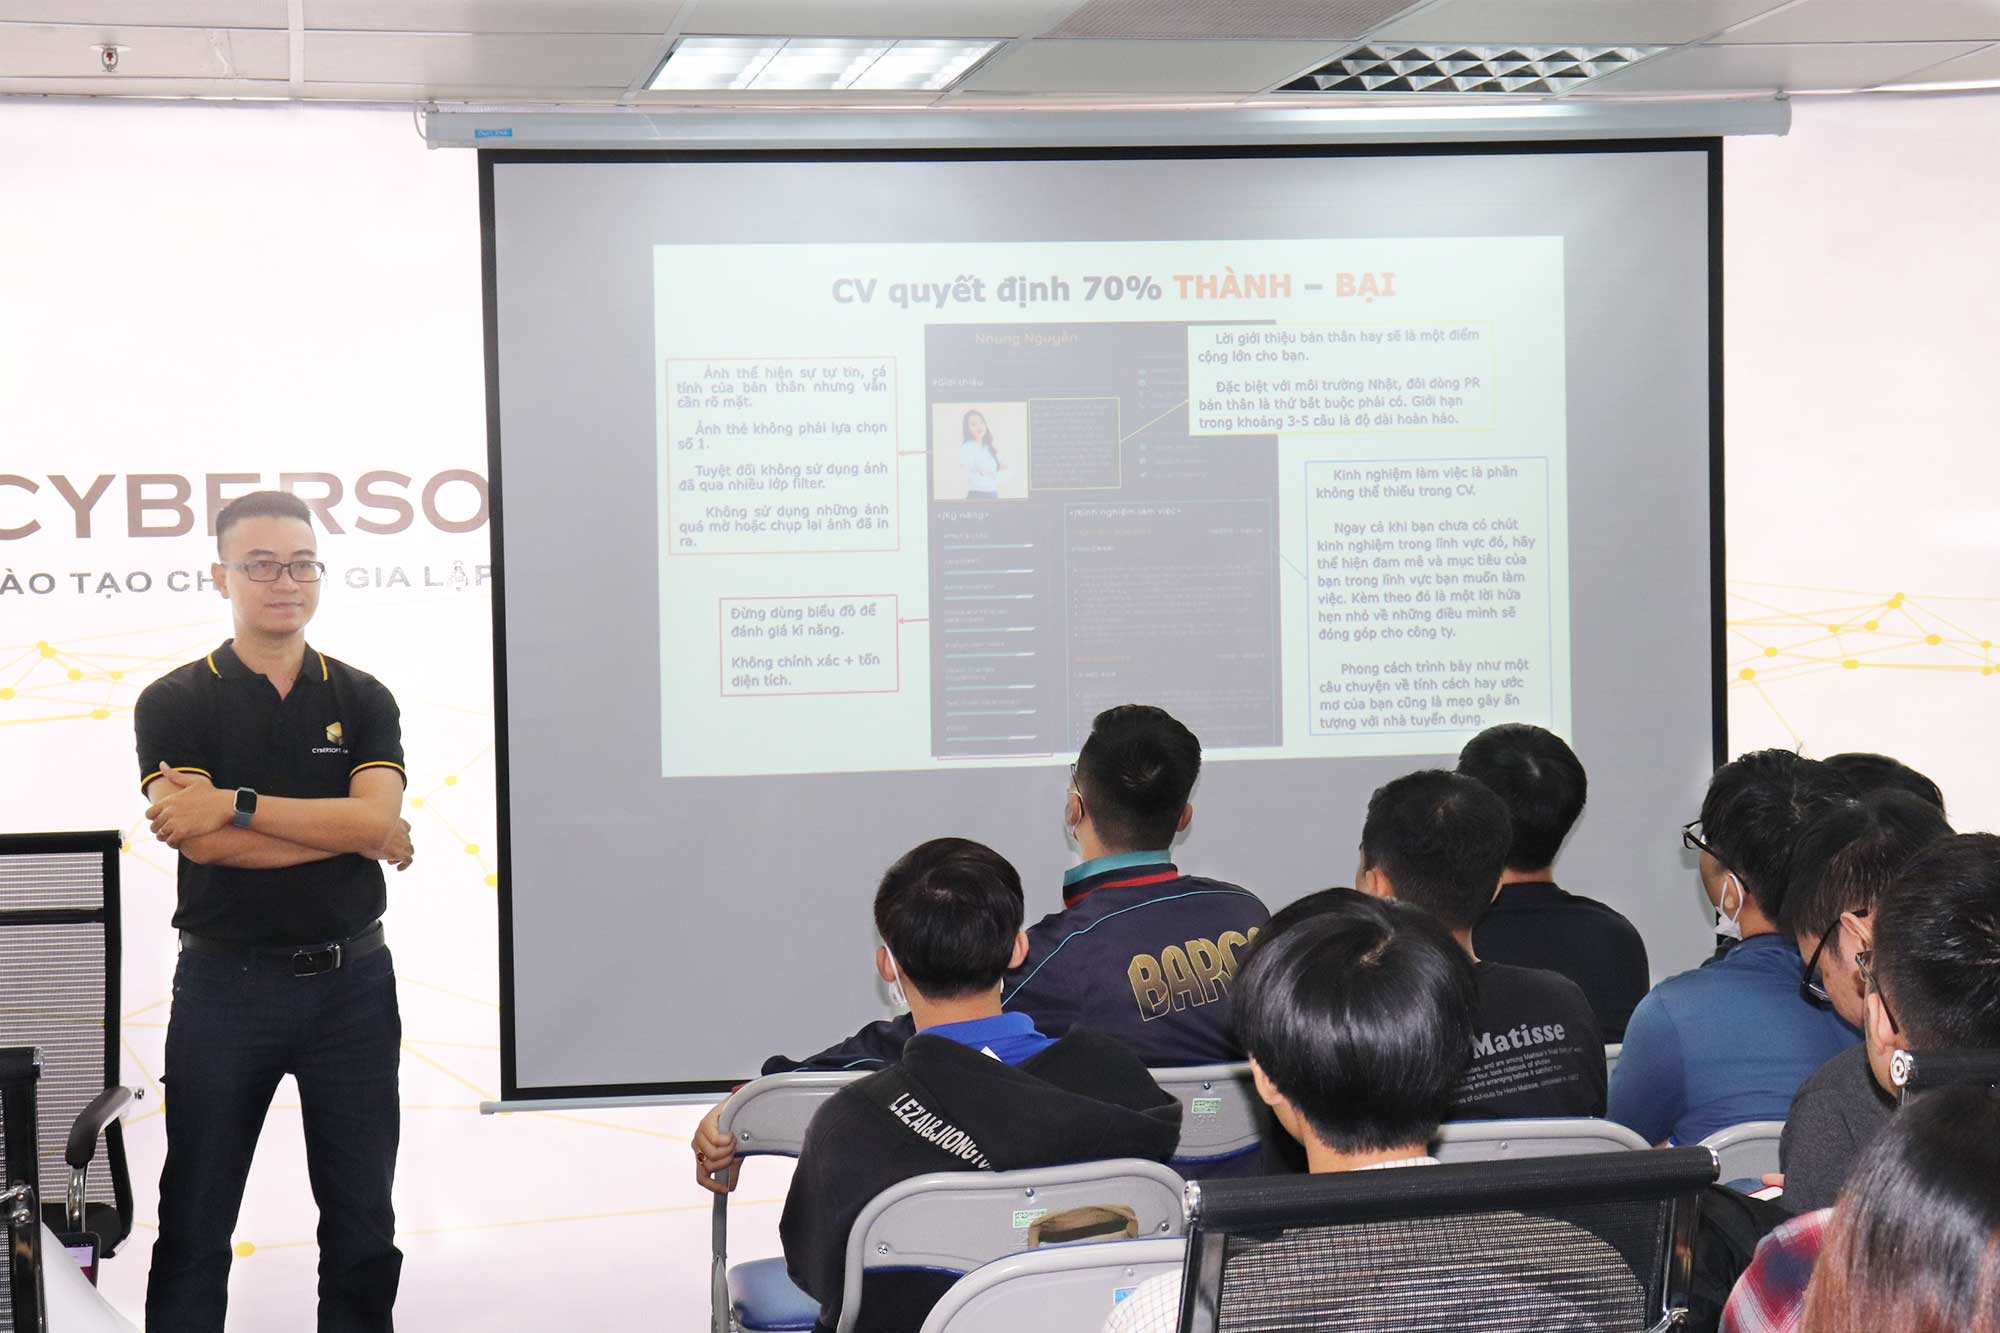 CV quyết định 70% THÀNH – BẠI
Nhung Nguyễn
Lời giới thiệu bản thân hay sẽ là một điểm
cộng lớn cho bạn.
Đặc biệt với môi trường Nhật, đôi dòng PR
bản thân là thứ bắt buộc phải có. Giới hạn
trong khoảng 3-5 câu là độ dài hoàn hảo.
Ảnh thể hiện sự tự tin, cá
tính của bản thân nhưng vẫn
cần rõ mặt.
Ảnh thẻ không phải lựa chọn
số 1.
Tuyệt đối không sử dụng ảnh
đã qua nhiều lớp filter.
Không sử dụng những ảnh
quá mờ hoặc chụp lại ảnh đã in
ra.
Đừng dùng biểu đồ để
đánh giá kĩ năng.
Không chính xác + tốn
diện tích.
Giới thiệu
Kỹ năng
Kinh nghiệm làm việc
Kinh nghiệm làm việc là phần
không thể thiếu trong CV.
Ngay cả khi bạn chưa có chút
kinh nghiệm trong lĩnh vực đó, hãy
thể hiện đam mê và mục tiêu của
bạn trong lĩnh vực bạn muốn làm
việc. Kèm theo đó là một lời hứa
hẹn nhỏ về những điều mình sẽ
đóng góp cho công ty.
Phong cách trình bày như một
câu chuyện về tính cách hay ước
mơ của bạn cũng là mẹo gây ấn
tượng với nhà tuyển dụng.
CYBERSO
ÀO TẠO CH GIA LẬP
CYBERSOFT
BARC
Matisse
LEZAI&JIONG